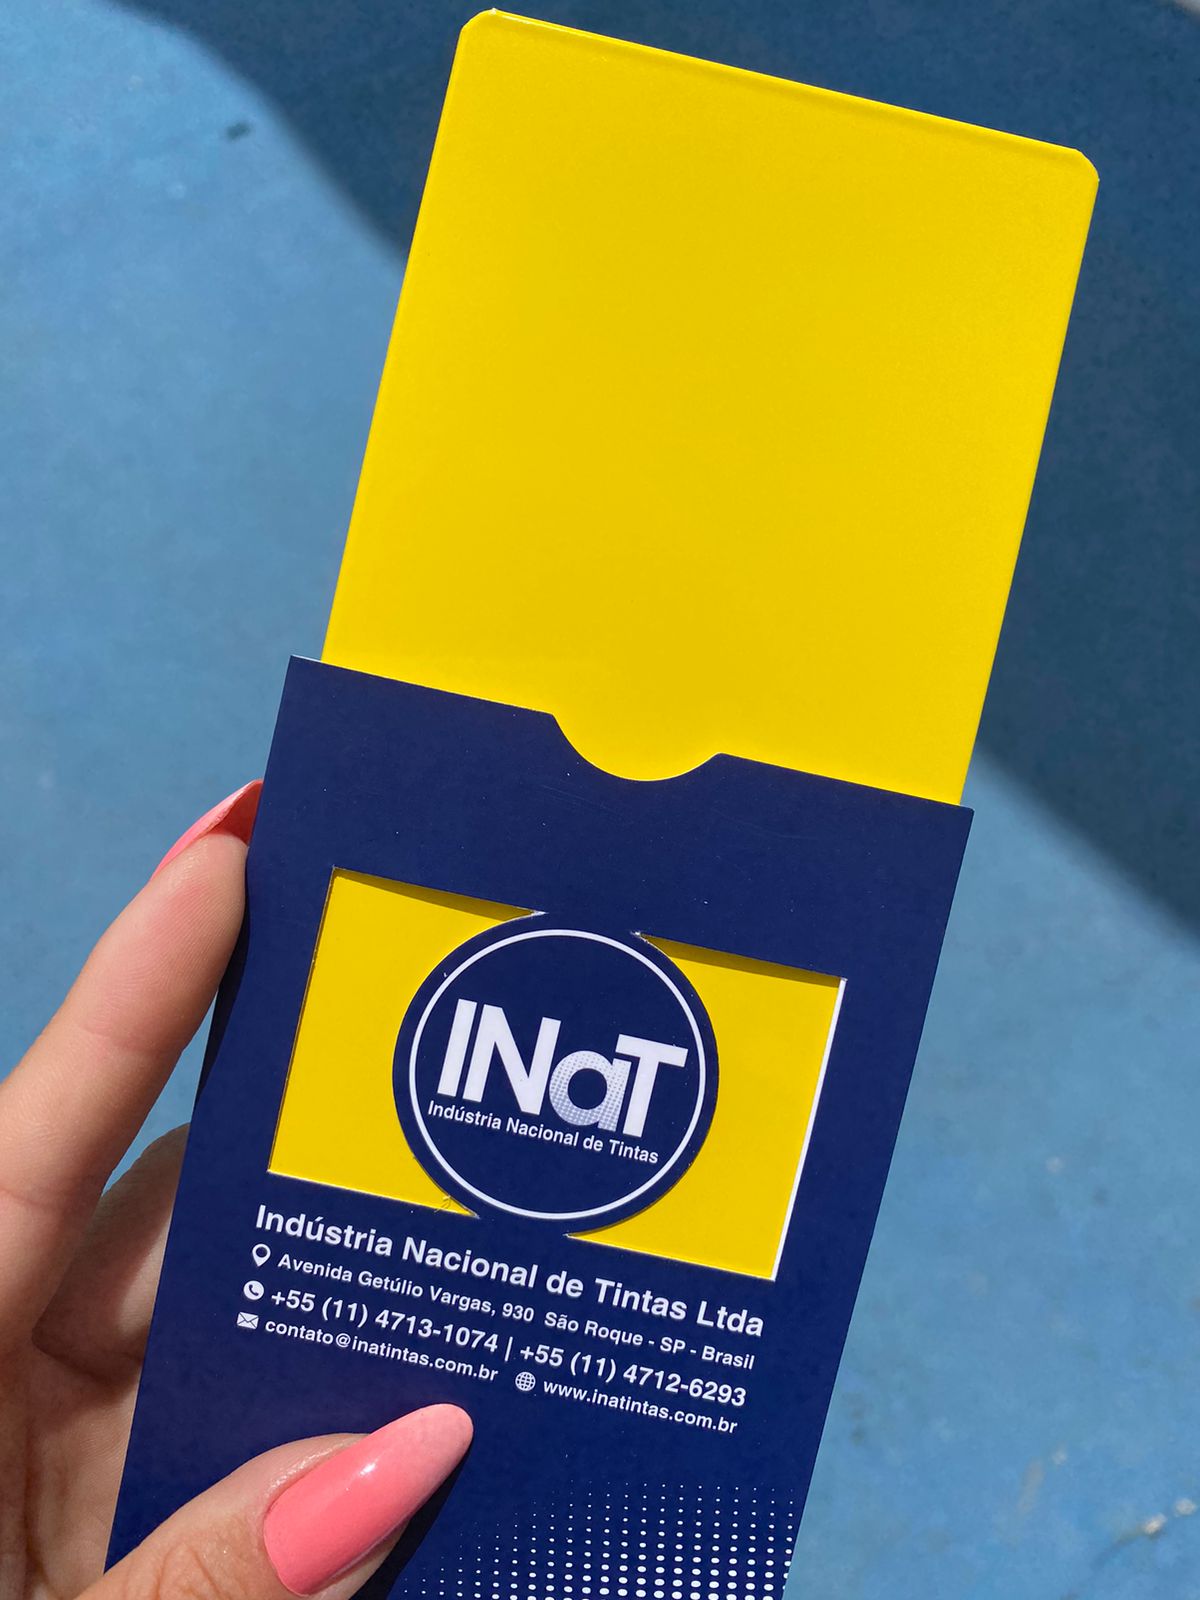 INaT
Indústria Nacional de Tintas
Indústria Nacional de Tintas Ltda
Avenida Getúlio Vargas, 930 São Roque - SP - Brasil
+55 (11) 4713-1074 | +55 (11) 4712-6293
contato@inatintas.com.br www.inatintas.com.br